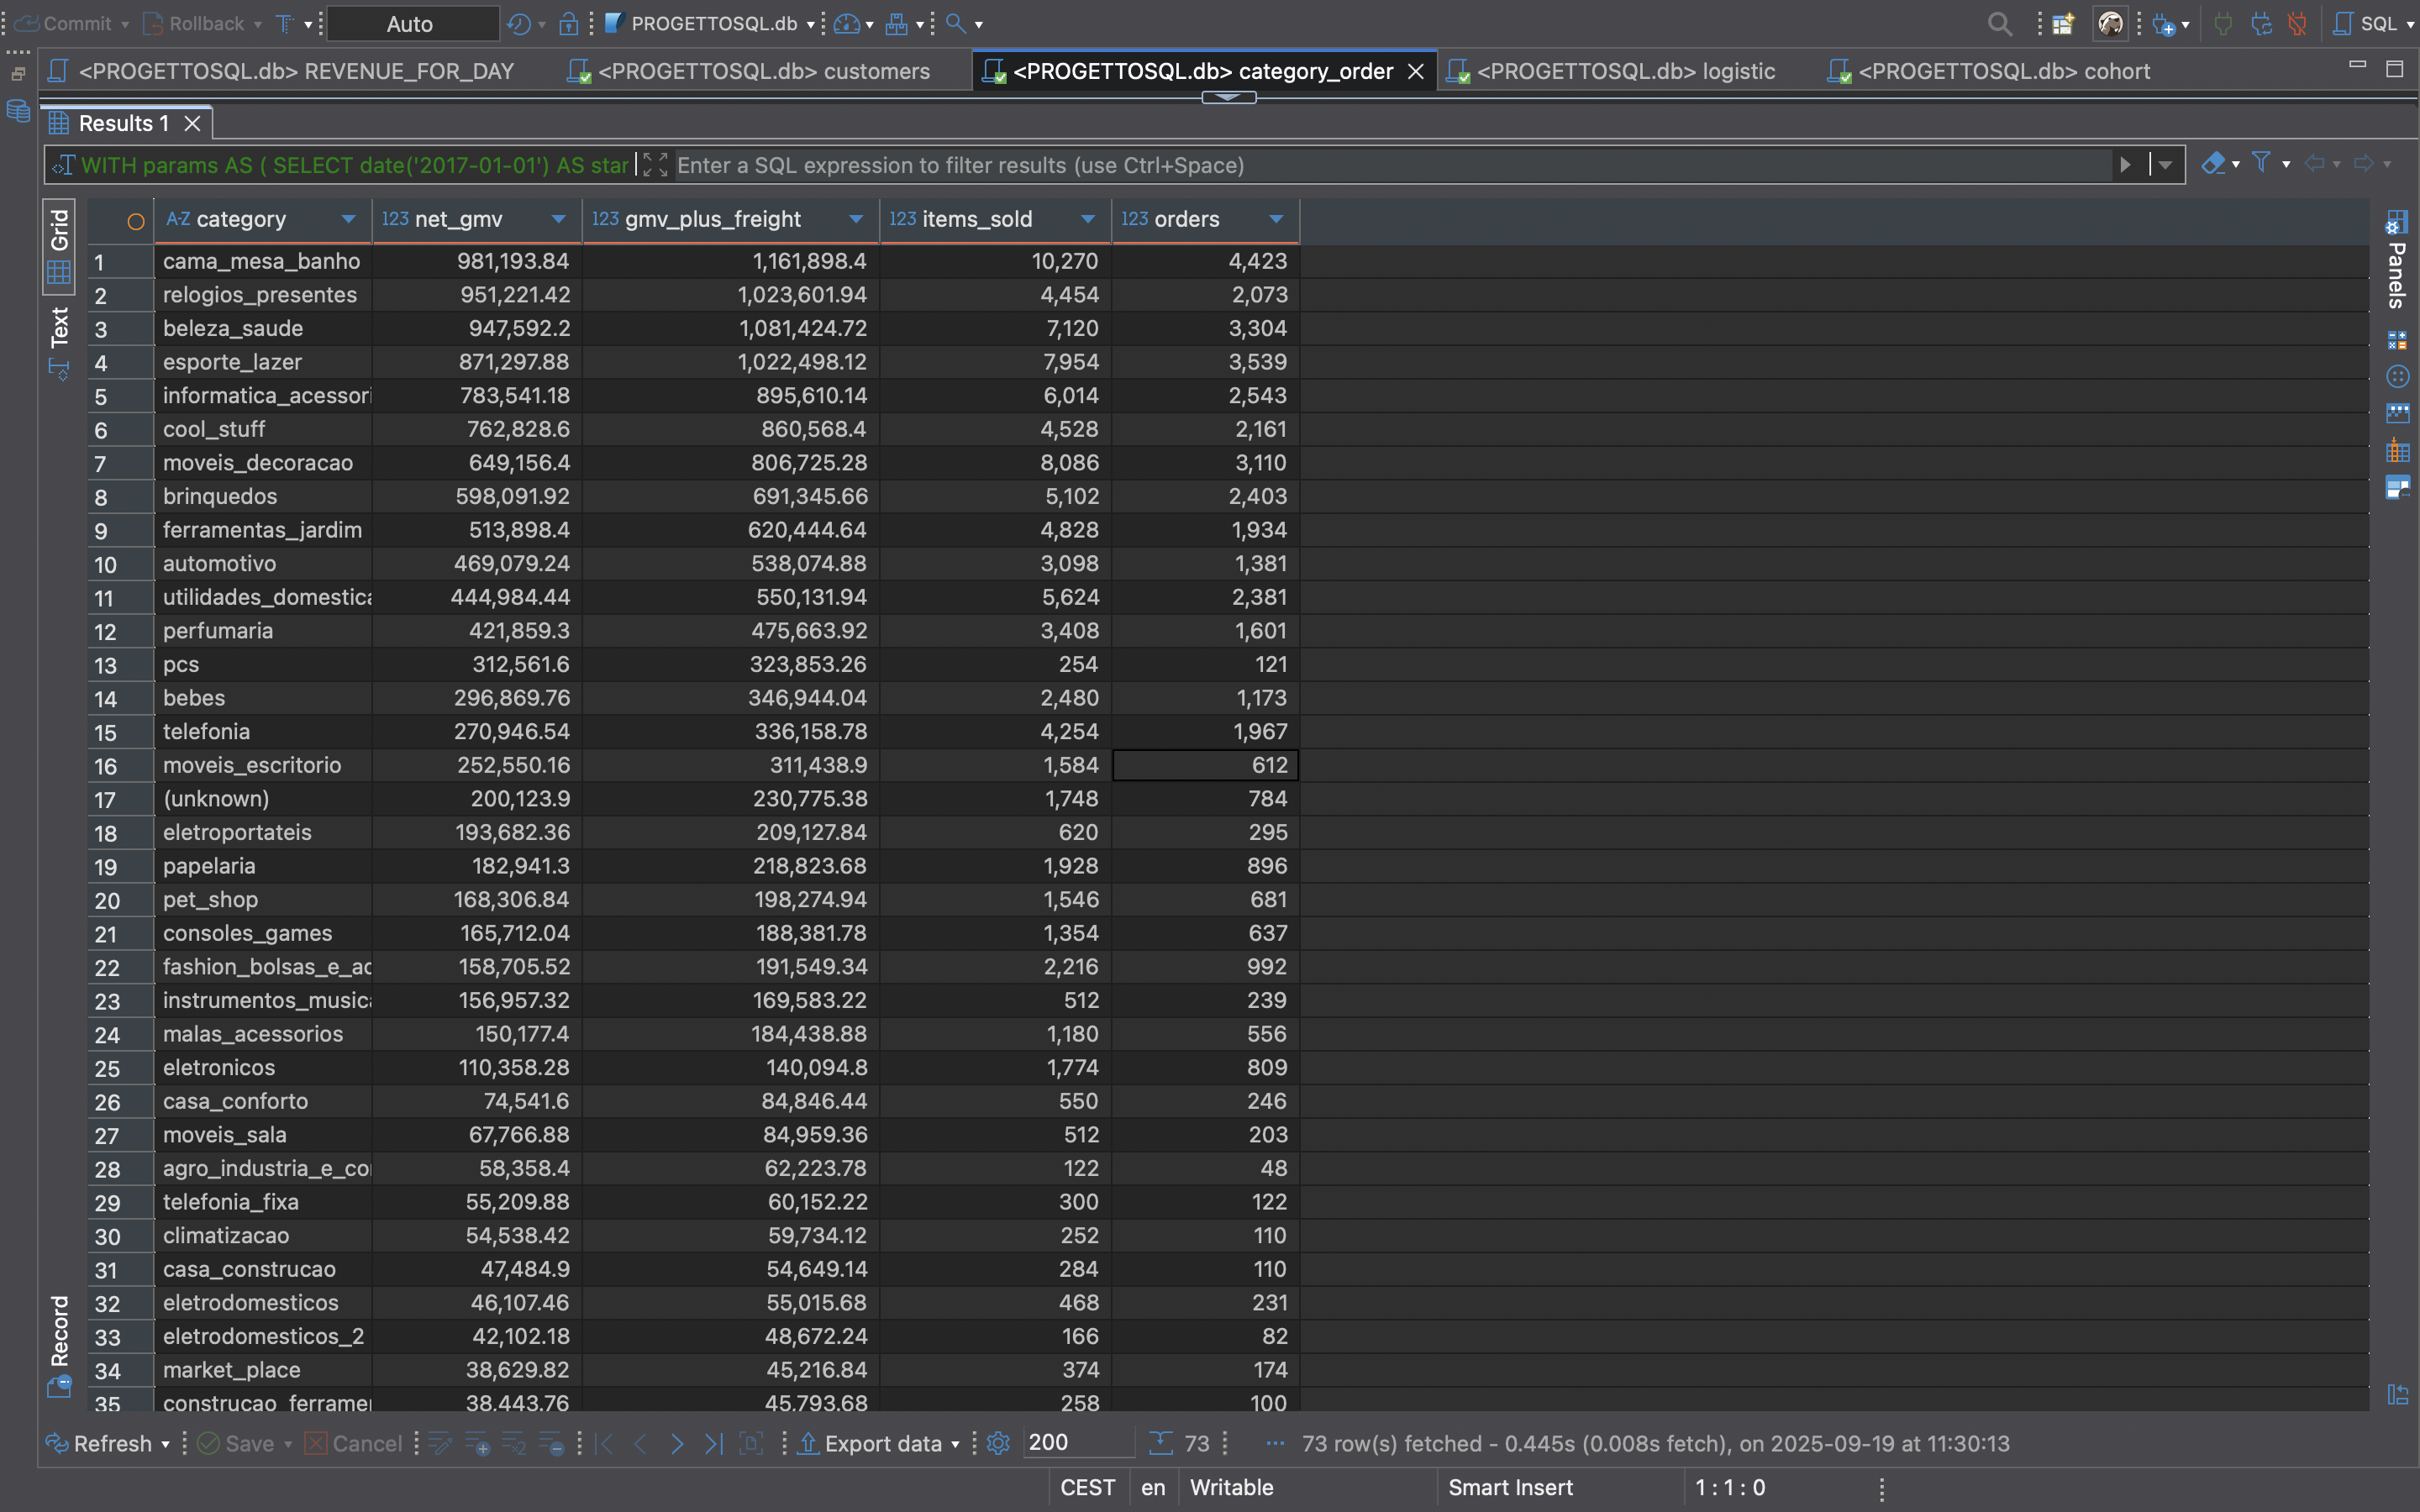 Commit Rollback Auto PROGETTOSQL.db SQL
<PROGETTOSQL.db> REVENUE_FOR_DAY <PROGETTOSQL.db> customers <PROGETTOSQL.db> category_order <PROGETTOSQL.db> logistic <PROGETTOSQL.db> cohort
Results 1
WITH params AS ( SELECT date('2017-01-01') AS star Enter a SQL expression to filter results (use Ctrl+Space)
Grid
Text
Record
Panels
A-Z category 123 net_gmv 123 gmv_plus_freight 123 items_sold 123 orders
1 cama_mesa_banho 981,193.84 1,161,898.4 10,270 4,423
2 relogios_presentes 951,221.42 1,023,601.94 4,454 2,073
3 beleza_saude 947,592.2 1,081,424.72 7,120 3,304
4 esporte_lazer 871,297.88 1,022,498.12 7,954 3,539
5 informatica_acessori 783,541.18 895,610.14 6,014 2,543
6 cool_stuff 762,828.6 860,568.4 4,528 2,161
7 moveis_decoracao 649,156.4 806,725.28 8,086 3,110
8 brinquedos 598,091.92 691,345.66 5,102 2,403
9 ferramentas_jardim 513,898.4 620,444.64 4,828 1,934
10 automotivo 469,079.24 538,074.88 3,098 1,381
11 utilidades_domestica 444,984.44 550,131.94 5,624 2,381
12 perfumaria 421,859.3 475,663.92 3,408 1,601
13 pcs 312,561.6 323,853.26 254 121
14 bebes 296,869.76 346,944.04 2,480 1,173
15 telefonia 270,946.54 336,158.78 4,254 1,967
16 moveis_escritorio 252,550.16 311,438.9 1,584 612
17 (unknown) 200,123.9 230,775.38 1,748 784
18 eletroportateis 193,682.36 209,127.84 620 295
19 papelaria 182,941.3 218,823.68 1,928 896
20 pet_shop 168,306.84 198,274.94 1,546 681
21 consoles_games 165,712.04 188,381.78 1,354 637
22 fashion_bolsas_e_ac 158,705.52 191,549.34 2,216 992
23 instrumentos_musica 156,957.32 169,583.22 512 239
24 malas_acessorios 150,177.4 184,438.88 1,180 556
25 eletronicos 110,358.28 140,094.8 1,774 809
26 casa_conforto 74,541.6 84,846.44 550 246
27 moveis_sala 67,766.88 84,959.36 512 203
28 agro_industria_e_co 58,358.4 62,223.78 122 48
29 telefonia_fixa 55,209.88 60,152.22 300 122
30 climatizacao 54,538.42 59,734.12 252 110
31 casa_construcao 47,484.9 54,649.14 284 110
32 eletrodomesticos 46,107.46 55,015.68 468 231
33 eletrodomesticos_2 42,102.18 48,672.24 166 82
34 market_place 38,629.82 45,216.84 374 174
35 construcao_ferrame 38,443.76 45,793.68 258 100
Refresh Save Cancel Export data 200 73 ... 73 row(s) fetched - 0.445s (0.008s fetch), on 2025-09-19 at 11:30:13
CEST en Writable Smart Insert 1 : 1 : 0